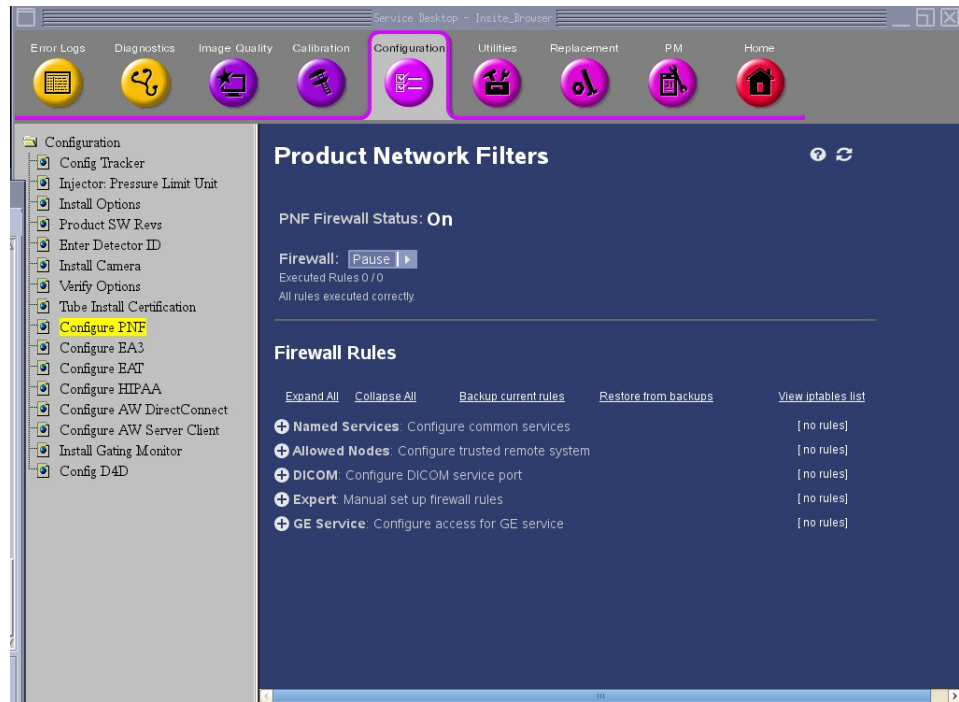 Service Desktop - Insite_Browser
Error Logs
Diagnostics
Image Quality
Calibration
Configuration
Utilities
Replacement
PM
Home
Configuration
Config Tracker
Injector: Pressure Limit Unit
Install Options
Product SW Revs
Enter Detector ID
Install Camera
Verify Options
Tube Install Certification
Configure PNF
Configure EA3
Configure EAT
Configure HIPAA
Configure AW DirectConnect
Configure AW Server Client
Install Gating Monitor
Config D4D
Product Network Filters
PNF Firewall Status: On
Firewall: Pause
Executed Rules 0 / 0
All rules executed correctly.
Firewall Rules
Expand All Collapse All Backup current rules Restore from backups View iptables list
Named Services: Configure common services [ no rules]
Allowed Nodes: Configure trusted remote system [ no rules]
DICOM: Configure DICOM service port [ no rules]
Expert: Manual set up firewall rules [ no rules]
GE Service: Configure access for GE service [ no rules]